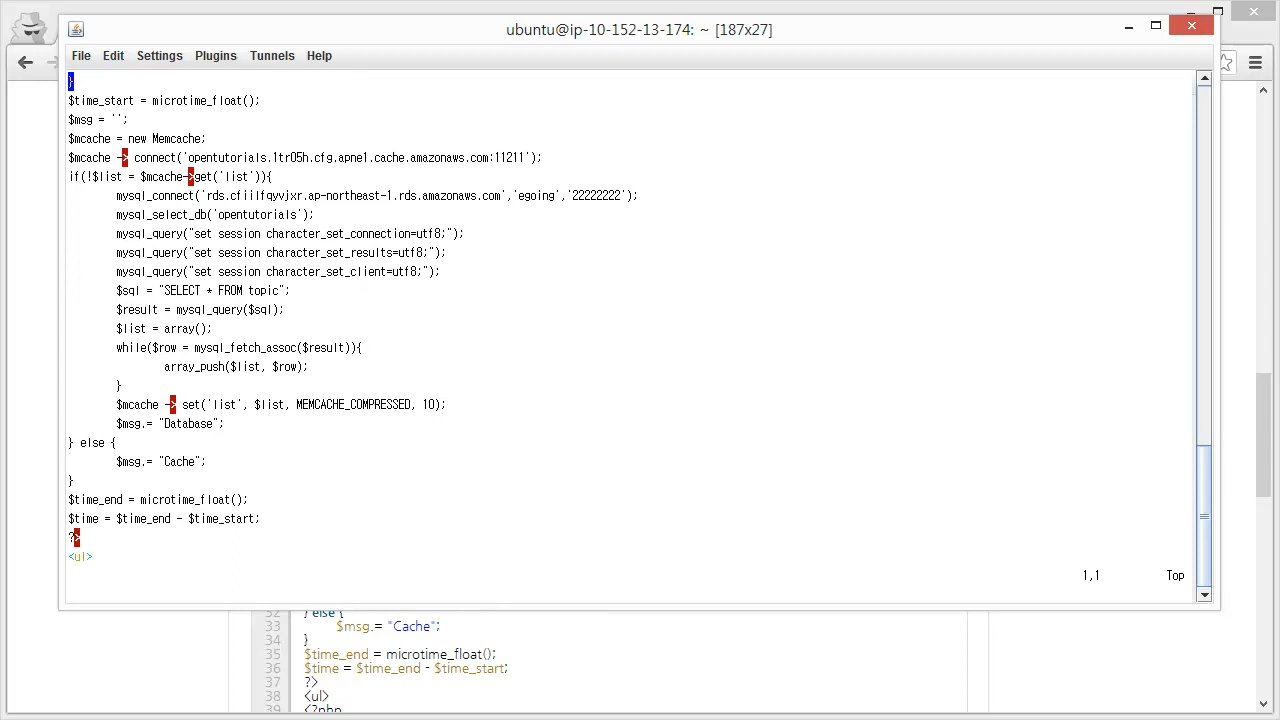 ubuntu@ip-10-152-13-174: ~ [187x27]
File Edit Settings Plugins Tunnels Help
}
$time_start = microtime_float();
$msg = '';
$mcache = new Memcache;
$mcache -> connect('opentutorials.1tr05h.cfg.apne1.cache.amazonaws.com:11211');
if(!$list = $mcache->get('list')){
mysql_connect('rds.cfiilfqyvjxr.ap-northeast-1.rds.amazonaws.com','egoing','22222222');
mysql_select_db('opentutorials');
mysql_query("set session character_set_connection=utf8;");
mysql_query("set session character_set_results=utf8;");
mysql_query("set session character_set_client=utf8;");
$sql = "SELECT * FROM topic";
$result = mysql_query($sql);
$list = array();
while($row = mysql_fetch_assoc($result)){
array_push($list, $row);
}
$mcache -> set('list', $list, MEMCACHE_COMPRESSED, 10);
$msg.= "Database";
} else {
$msg.= "Cache";
}
$time_end = microtime_float();
$time = $time_end - $time_start;
?>
<ul>
1,1 Top
32 } else {
33 $msg.= "Cache";
34 }
35 $time_end = microtime_float();
36 $time = $time_end - $time_start;
37 ?>
38 <ul>
39 <?php